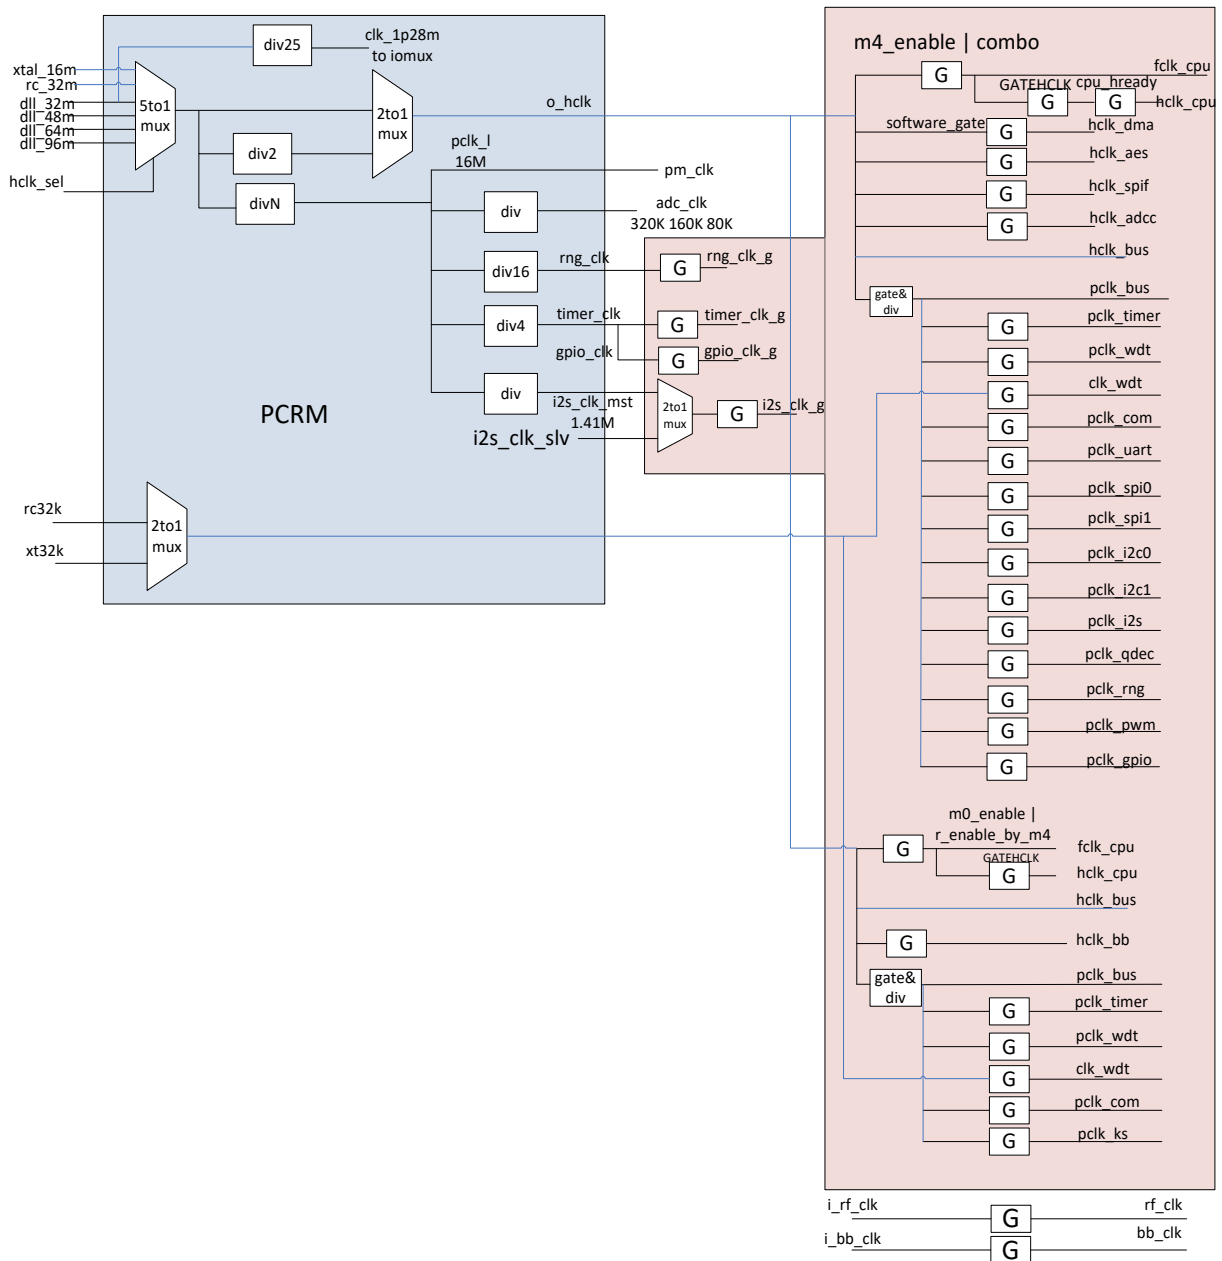 div25
clk_1p28m
to iomux
xtal_16m
rc_32m
dll_32m
dll_48m
dll_64m
dll_96m
hclk_sel
5to1
mux
div2
divN
2to1
mux
o_hclk
pclk_l
16M
pm_clk
div
adc_clk
320K 160K 80K
div16
rng_clk
G
rng_clk_g
div4
timer_clk
G
timer_clk_g
gpio_clk
G
gpio_clk_g
div
i2s_clk_mst
1.41M
i2s_clk_slv
2to1
mux
G
i2s_clk_g
PCRM
rc32k
xt32k
2to1
mux
m4_enable | combo
G
fclk_cpu
GATEHCLK
G
cpu_hready
G
hclk_cpu
software_gate
G
hclk_dma
G
hclk_aes
G
hclk_spif
G
hclk_adcc
hclk_bus
gate&
div
pclk_bus
G
pclk_timer
G
pclk_wdt
G
clk_wdt
G
pclk_com
G
pclk_uart
G
pclk_spi0
G
pclk_spi1
G
pclk_i2c0
G
pclk_i2c1
G
pclk_i2s
G
pclk_qdec
G
pclk_rng
G
pclk_pwm
G
pclk_gpio
m0_enable |
r_enable_by_m4
G
fclk_cpu
GATEHCLK
G
hclk_cpu
hclk_bus
G
hclk_bb
gate&
div
pclk_bus
G
pclk_timer
G
pclk_wdt
G
clk_wdt
G
pclk_com
G
pclk_ks
i_rf_clk
G
rf_clk
i_bb_clk
G
bb_clk